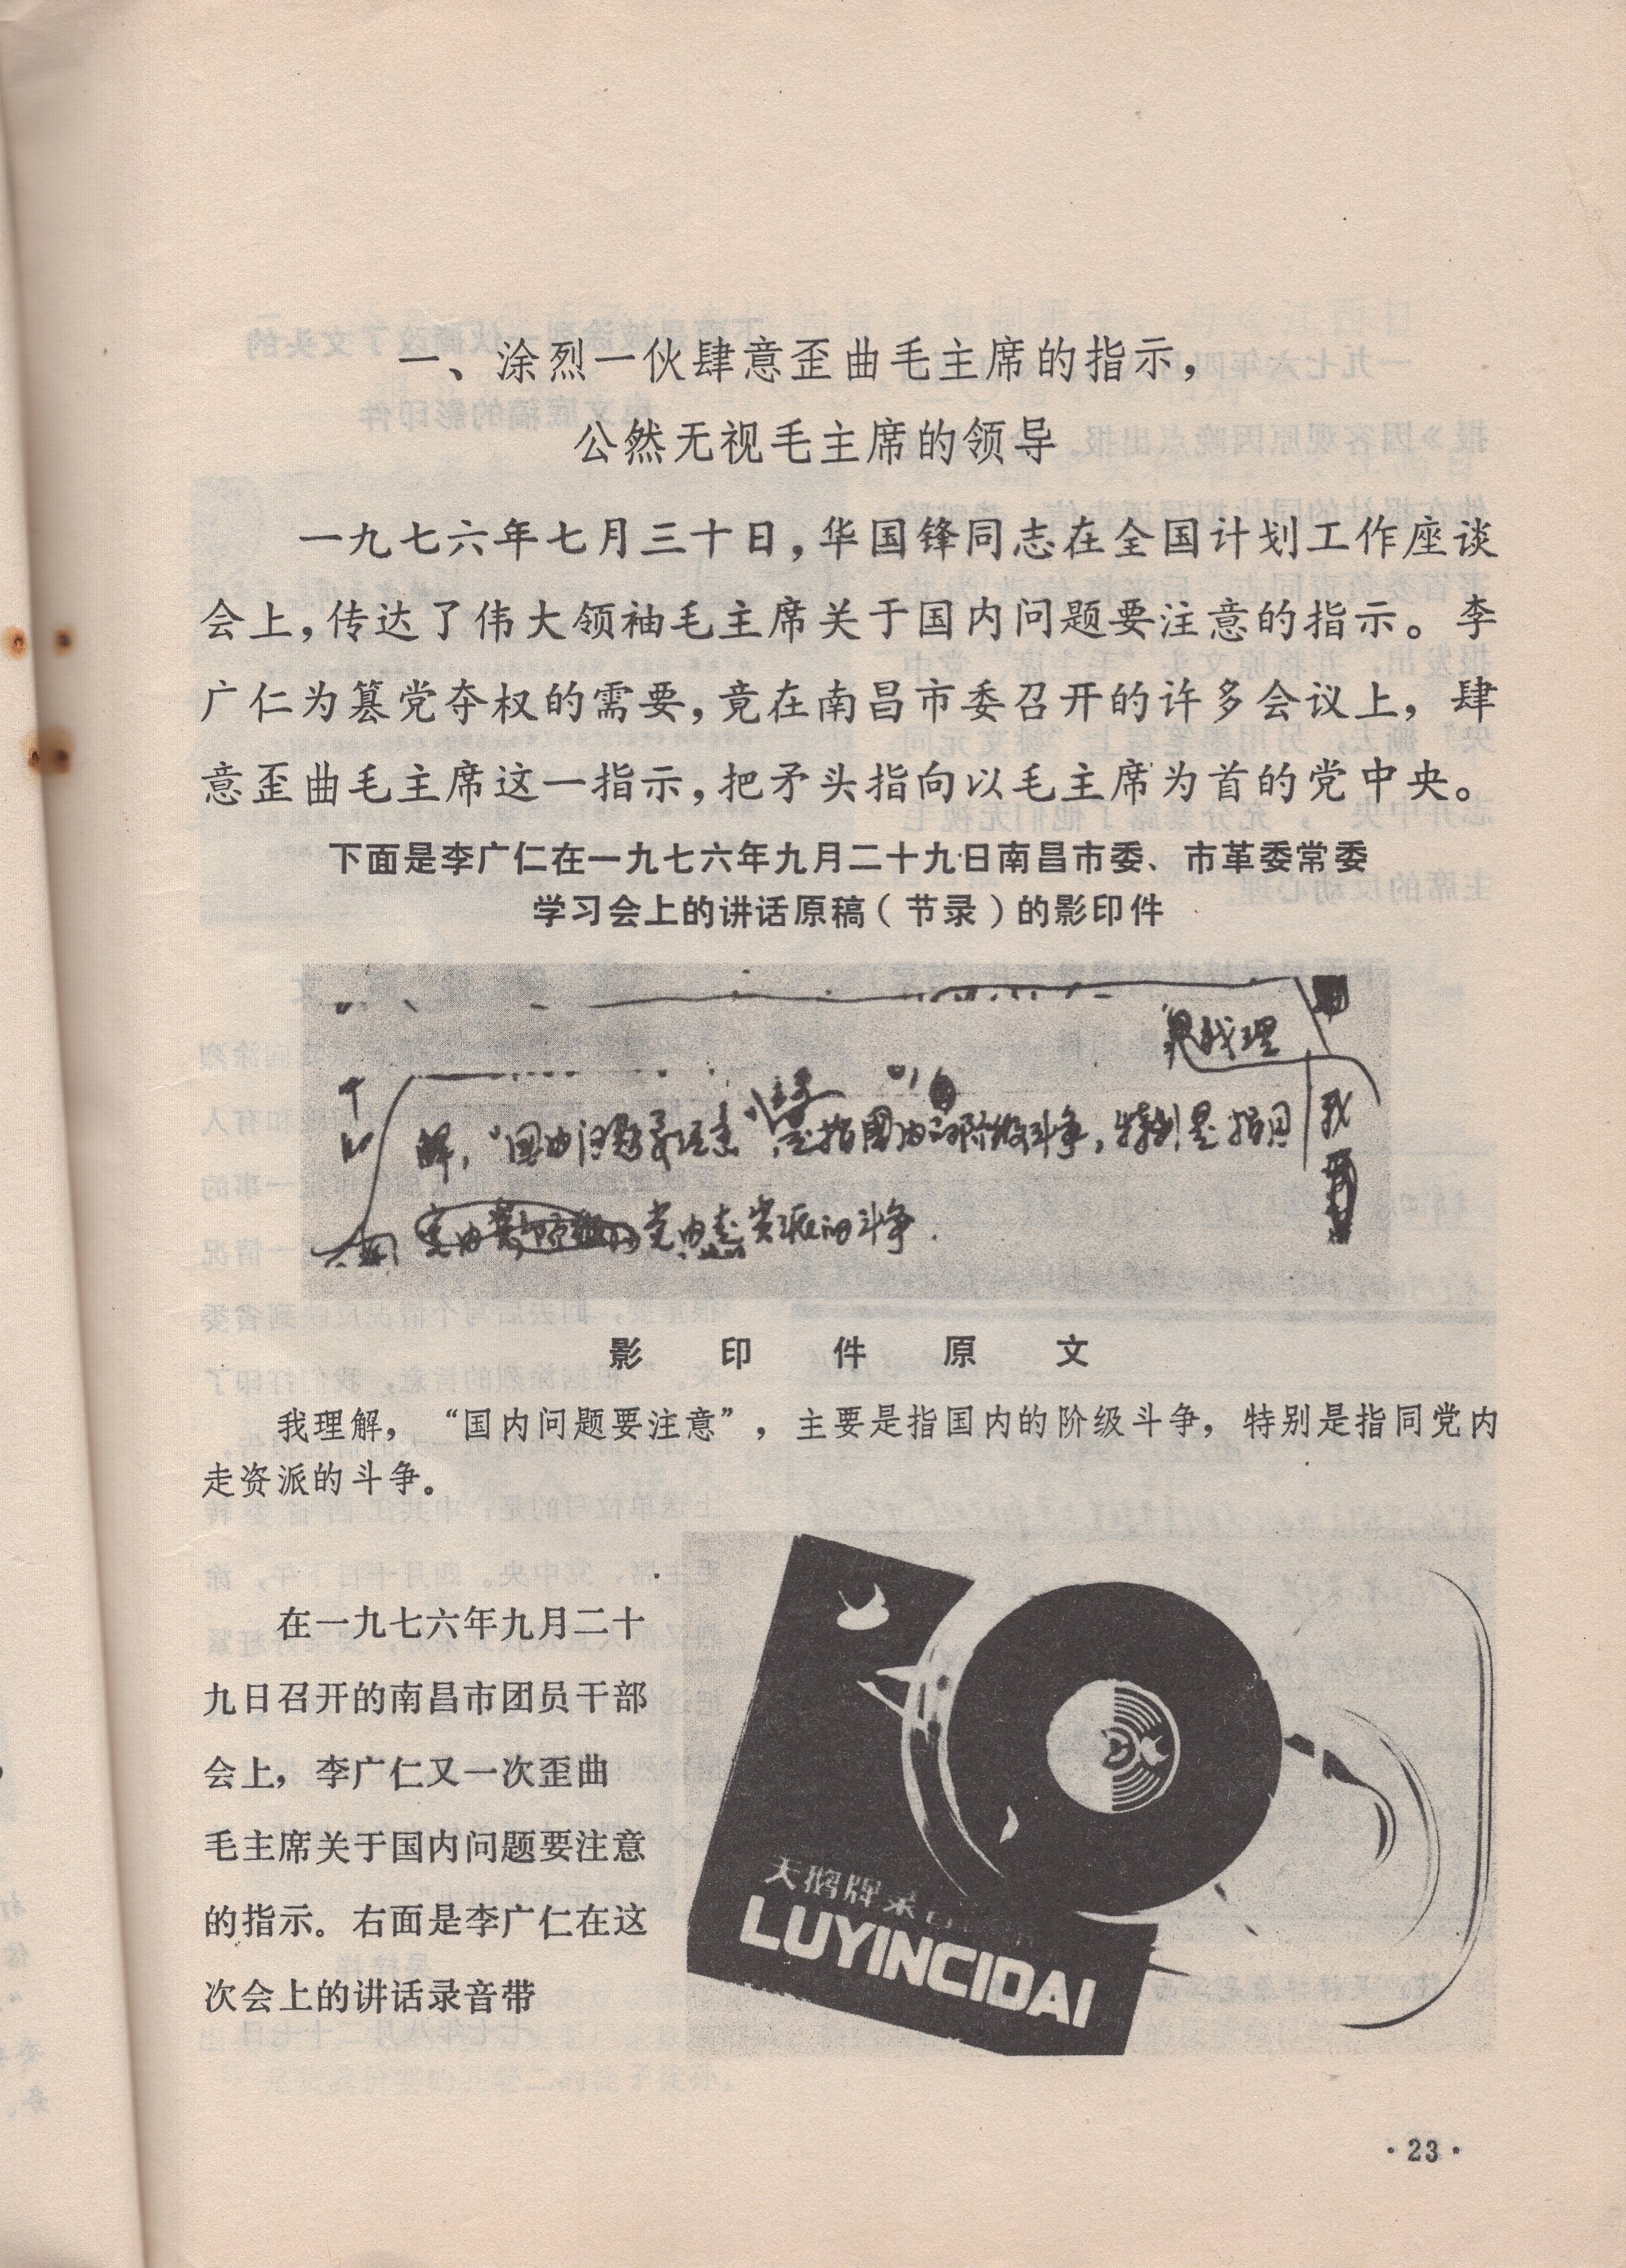 一、涂烈一伙肆意歪曲毛主席的指示，
公然无视毛主席的领导
一九七六年七月三十日，华国锋同志在全国计划工作座谈
会上，传达了伟大领袖毛主席关于国内问题要注意的指示。李
广仁为篡党夺权的需要，竟在南昌市委召开的许多会议上，肆
意歪曲毛主席这一指示，把矛头指向以毛主席为首的党中央。
下面是李广仁在一九七六年九月二十九日南昌市委、市革委常委
学习会上的讲话原稿（节录）的影印件
我理
解，“国内问题要注意”主要是指国内的阶级斗争，特别是指同
党内走资派的斗争.
影印件原文
我理解，“国内问题要注意”，主要是指国内的阶级斗争，特别是指同党内
走资派的斗争。
在一九七六年九月二十
九日召开的南昌市团员干部
会上，李广仁又一次歪曲
毛主席关于国内问题要注意
的指示。右面是李广仁在这
次会上的讲话录音带
天鹅牌录音
LUYINCIDAI
·23·